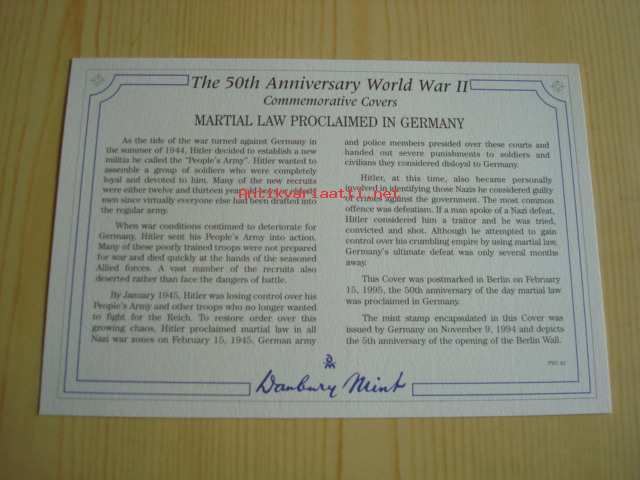 The 50th Anniversary World War II
Commemorative Covers
MARTIAL LAW PROCLAIMED IN GERMANY
As the tide of the war turned against Germany in
the summer of 1944, Hitler decided to establish a new
militia he called the "People's Army". Hitler wanted to
assemble a group of soldiers who were completely
loyal and devoted to him. Many of the new recruits
were either twelve and thirteen year
men since virtually everyone else had been drafted into
the regular army.
When war conditions continued to deteriorate for
Germany, Hitler sent his People's Army into action.
Many of these poorly trained troops were not prepared
for war and died quickly at the hands of the seasoned
Allied forces. A vast number of the recruits also
deserted rather than face the dangers of battle.
By January 1945, Hitler was losing control over his
People's Army and other troops who no longer wanted
to fight for the Reich. To restore order over this
growing chaos, Hitler proclaimed martial law in all
Nazi war zones on February 15, 1945. German army
and police members presided over these courts and
handed out severe punishments to soldiers and
civilians they considered disloyal to Germany.
Hitler, at this time, also became personally
involved in identifying those Nazis he considered guilty
of crimes against the government. The most common
offence was defeatism. If a man spoke of a Nazi defeat,
Hitler considered him a traitor and he was tried,
convicted and shot. Although he attempted to gain
control over his crumbling empire by using martial law,
Germany's ultimate defeat was only several months
away.
This Cover was postmarked in Berlin on February
15, 1995, the 50th anniversary of the day martial law
was proclaimed in Germany.
The mint stamp encapsulated in this Cover was
issued by Germany on November 9, 1994 and depicts
the 5th anniversary of the opening of the Berlin Wall.
Danbury Mint
Antikvariaatti.net